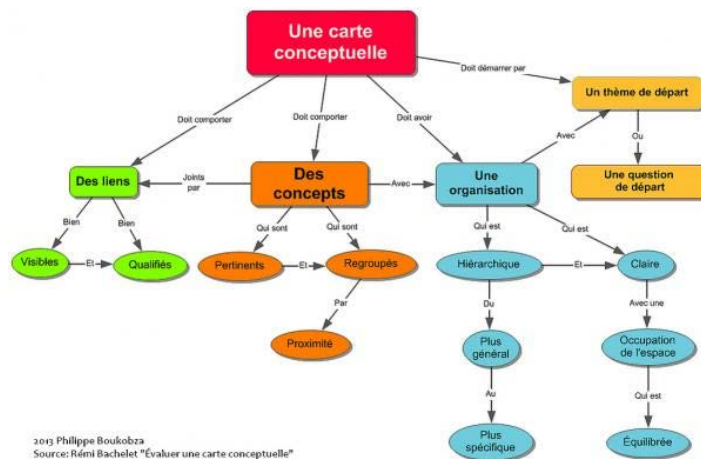 Une carte
conceptuelle
Doit démarrer par
Un thème de départ
Doit comporter
Doit comporter
Doit avoir
Avec
Ou
Des liens
Joints
par
Des
concepts
Avec
Une
organisation
Une question
de départ
Bien
Bien
Qui sont
Qui sont
Qui est
Qui est
Visibles
Et
Qualifiés
Pertinents
Et
Regroupés
Hiérarchique
Et
Claire
Par
Du
Avec une
Proximité
Plus
général
Occupation
de l'espace
Au
Qui est
Plus
spécifique
Équilibrée
2013 Philippe Boukobza
Source: Rémi Bachelet "Évaluer une carte conceptuelle"